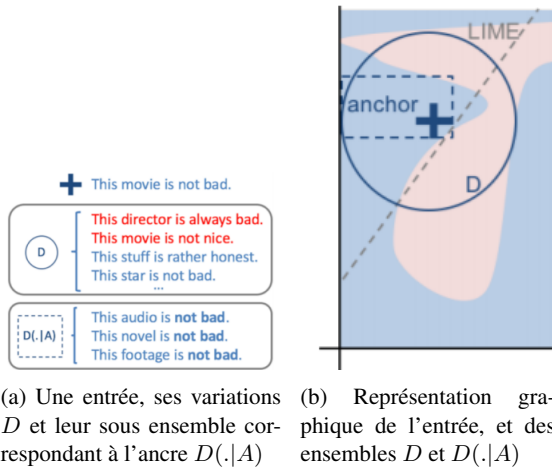 This movie is not bad.
D
This director is always bad.
This movie is not nice.
This stuff is rather honest.
This star is not bad.
...
D(.|A)
This audio is not bad.
This novel is not bad.
This footage is not bad.
LIME
anchor
D
(a) Une entrée, ses variations
D et leur sous ensemble cor-
respondant à l'ancre D(.|A)
(b) Représentation gra-
phique de l'entrée, et des
ensembles D et D(.|A)